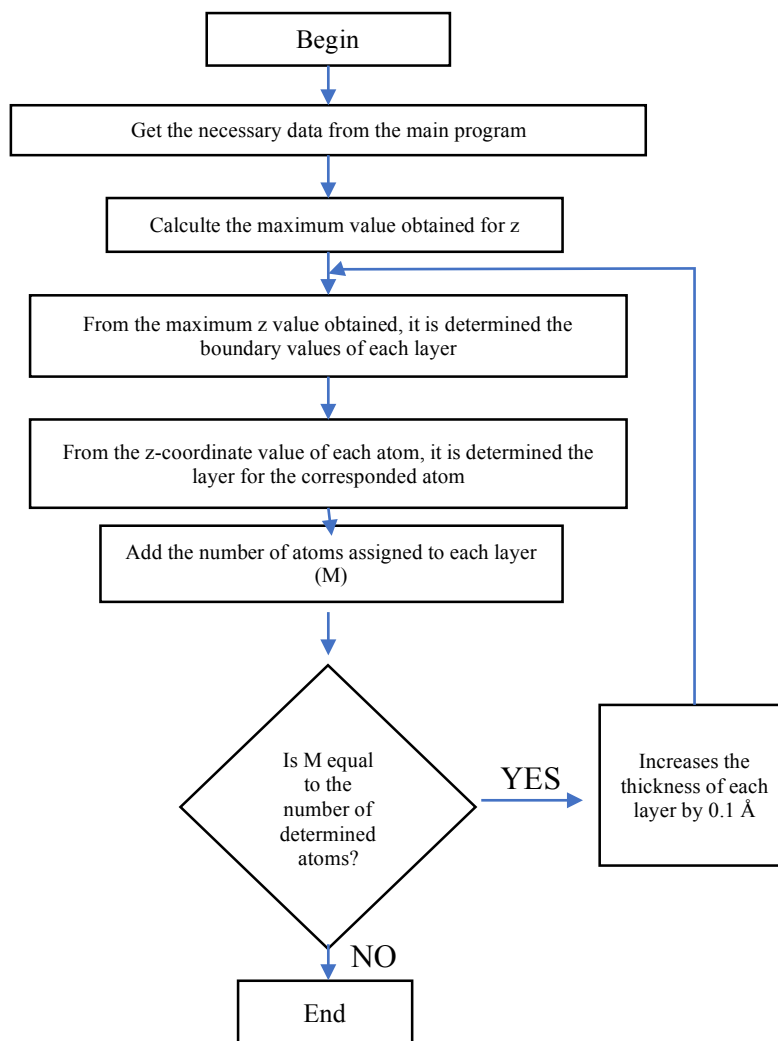 Begin
Get the necessary data from the main program
Calculte the maximum value obtained for z
From the maximum z value obtained, it is determined the
boundary values of each layer
From the z-coordinate value of each atom, it is determined the
layer for the corresponded atom
Add the number of atoms assigned to each layer
(M)
Is M equal
to the
number of
determined
atoms?
YES
Increases the
thickness of each
layer by 0.1 Å
NO
End